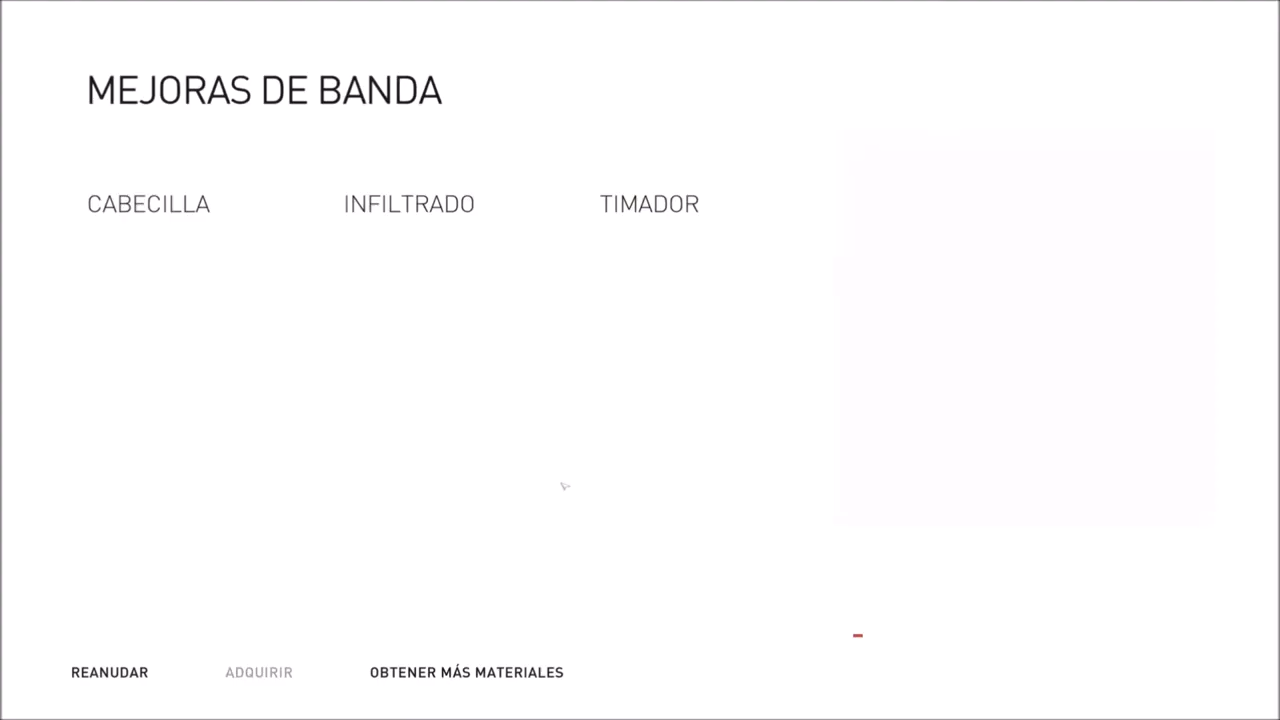 MEJORAS DE BANDA
CABECILLA INFILTRADO TIMADOR
REANUDAR ADQUIRIR OBTENER MÁS MATERIALES